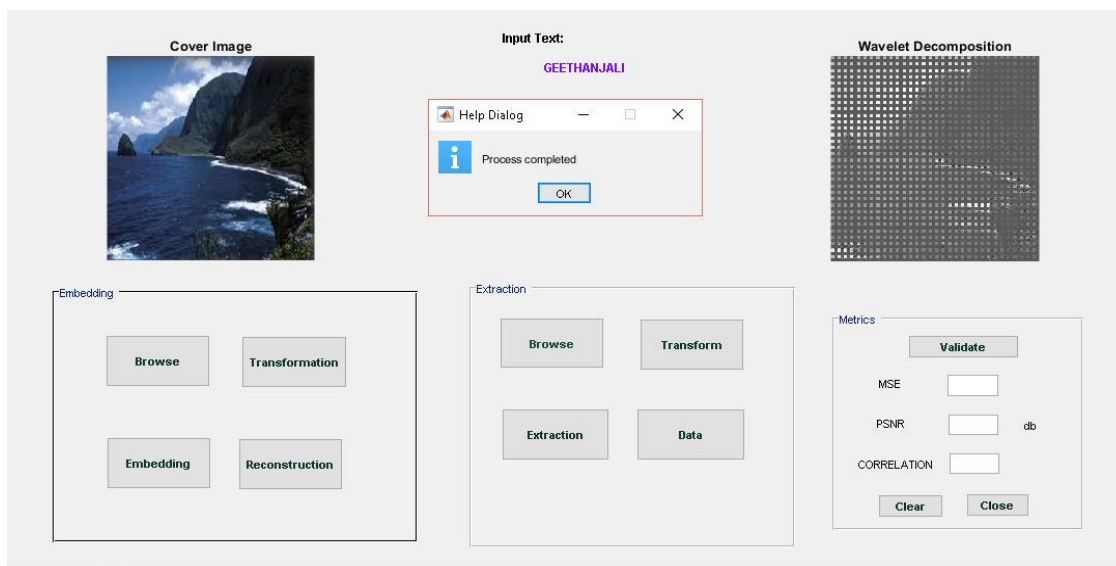 Cover Image
Input Text:
GEETHANJALI
Wavelet Decomposition
Help Dialog
Process completed
OK
Embedding
Browse
Transformation
Embedding
Reconstruction
Extraction
Browse
Transform
Extraction
Data
Metrics
Validate
MSE
PSNR db
CORRELATION
Clear Close